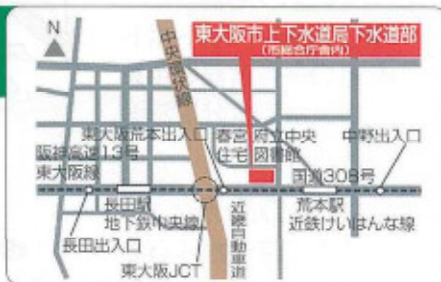 N
東大阪市上下水道局下水道部
(市総合庁舎内)
中央環状線
東大阪荒本出入口
春宮
住宅
府立中央
図書館
中野出入口
阪神高速13号
東大阪線
国道308号
長田駅
地下鉄中央線
荒本駅
近鉄けいはんな線
長田出入口
近畿自動車道
東大阪JCT